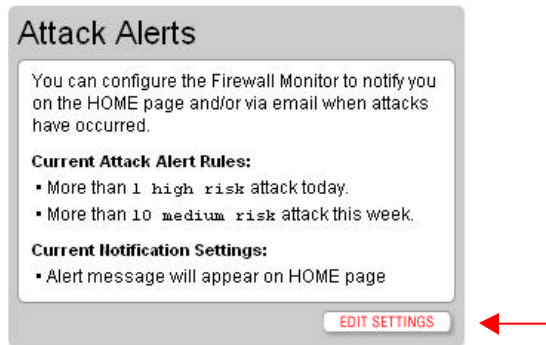 Attack Alerts
You can configure the Firewall Monitor to notify you
on the HOME page and/or via email when attacks
have occurred.
Current Attack Alert Rules:
▪ More than 1 high risk attack today.
▪ More than 10 medium risk attack this week.
Current Notification Settings:
▪ Alert message will appear on HOME page
EDIT SETTINGS